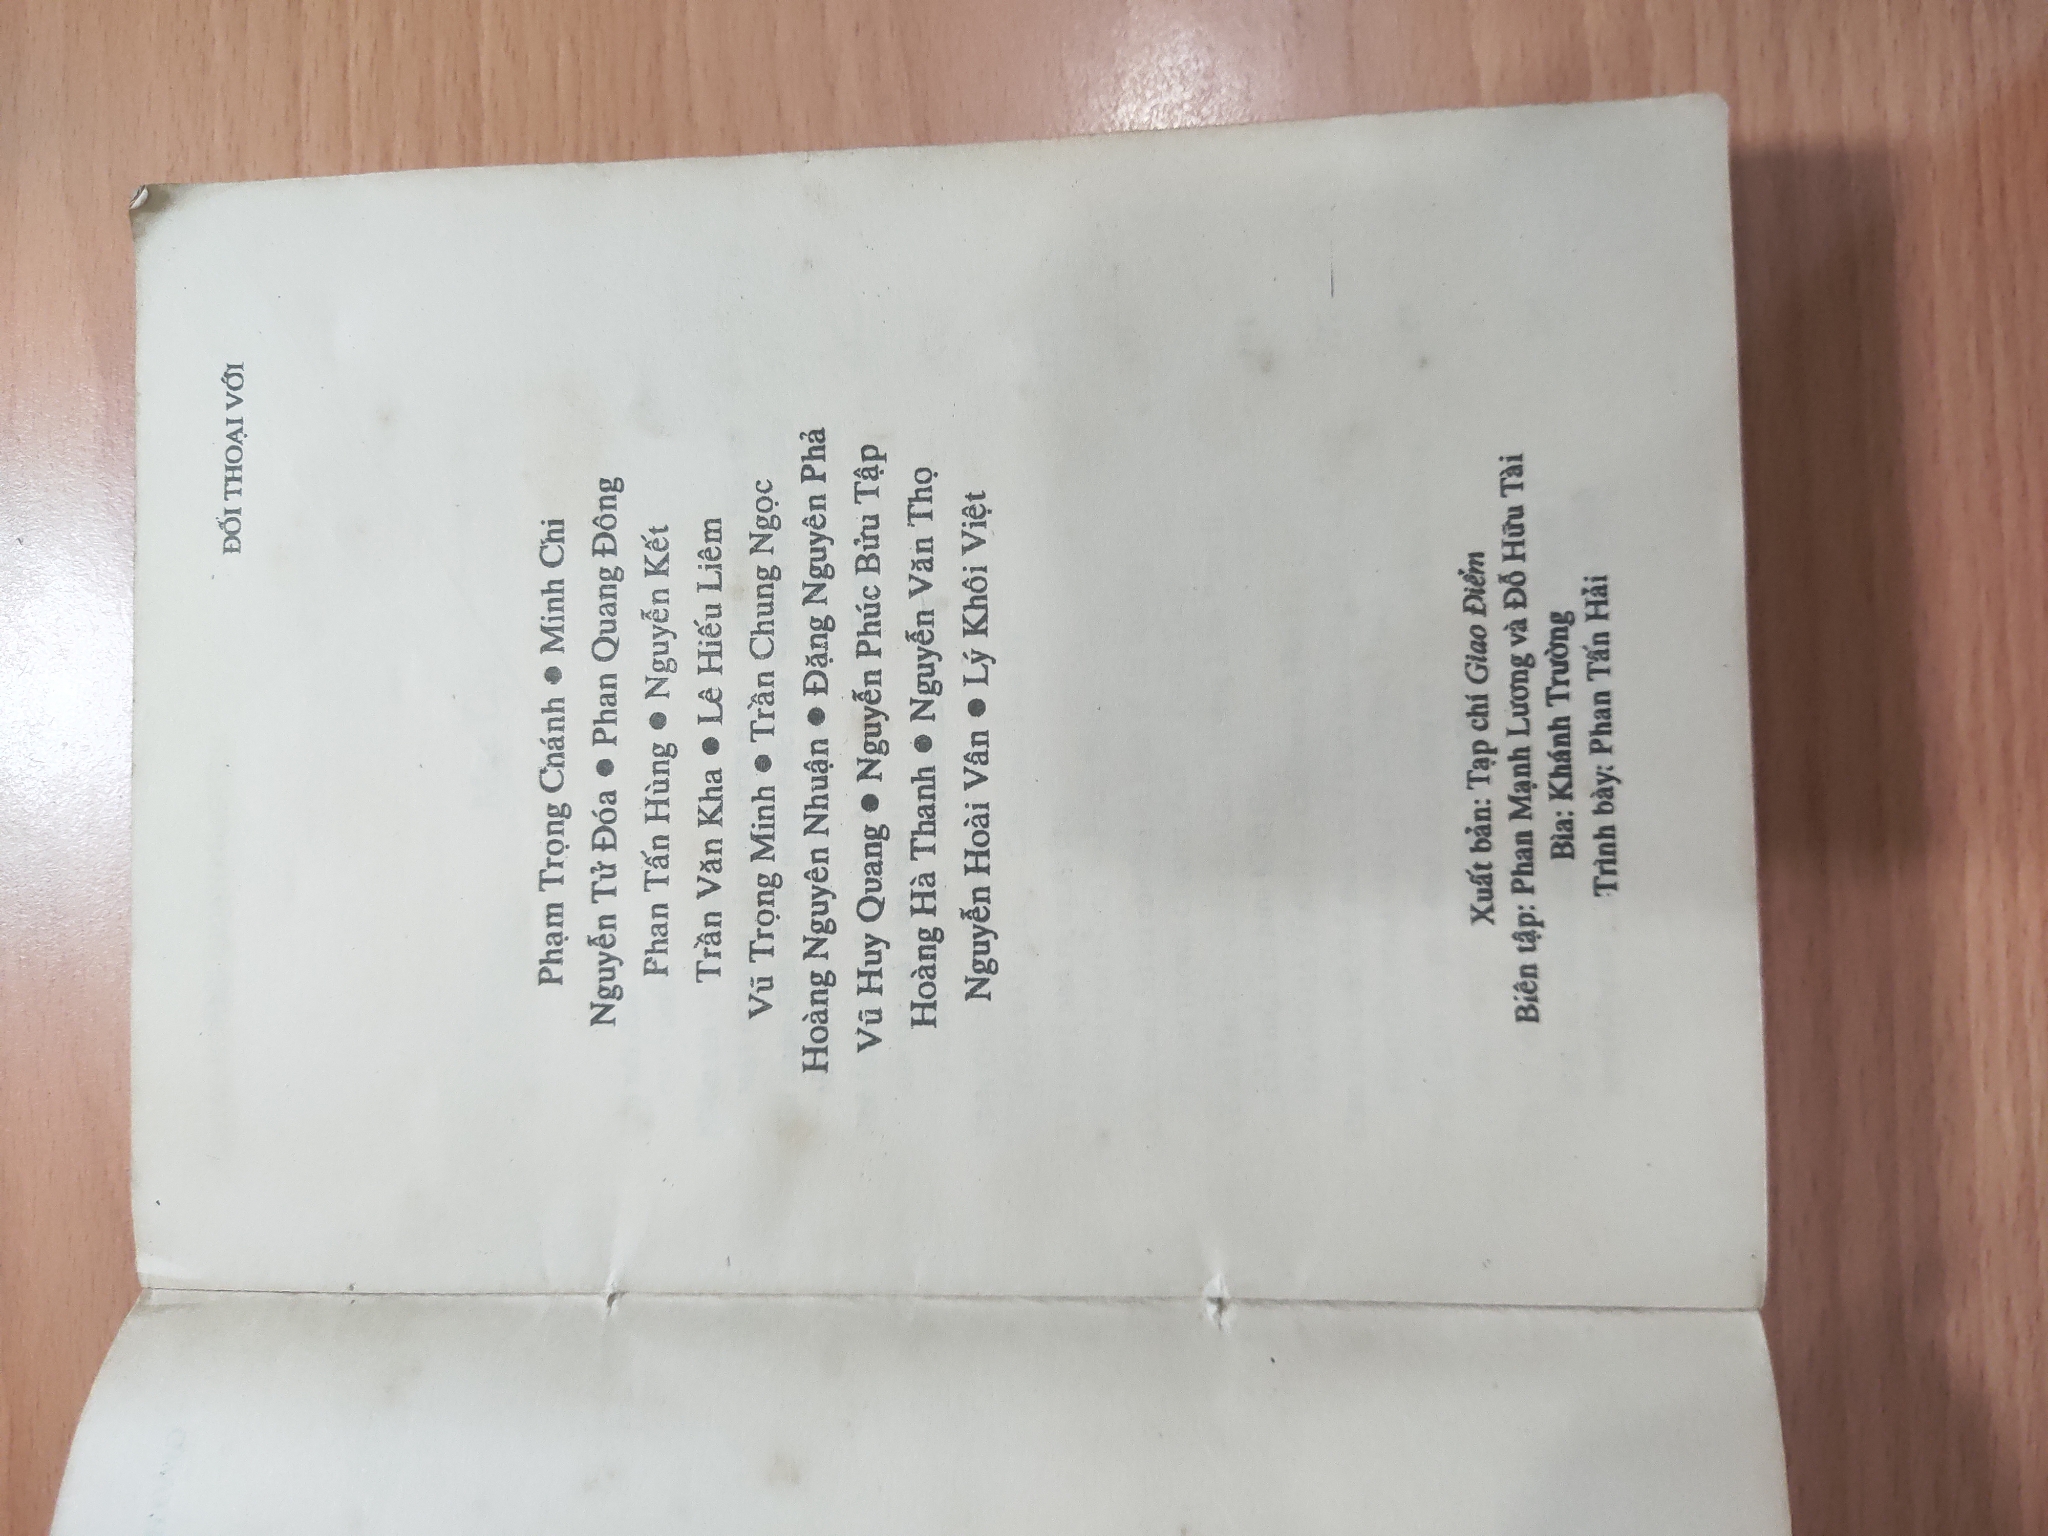 ĐỐI THOẠI VỚI
Phạm Trọng Chánh ● Minh Chi
Nguyễn Tử Đóa ● Phan Quang Đông
Phan Tấn Hùng ● Nguyễn Kết
Trần Văn Kha ● Lê Hiếu Liêm
Vũ Trọng Minh ● Trần Chung Ngọc
Hoàng Nguyên Nhuận ● Đặng Nguyên Phả
Vũ Huy Quang ● Nguyễn Phúc Bửu Tập
Hoàng Hà Thanh ● Nguyễn Văn Thọ
Nguyễn Hoài Vân ● Lý Khôi Việt
Xuất bản: Tạp chí Giao Điểm
Biên tập: Phan Mạnh Lương và Đỗ Hữu Tài
Bìa: Khánh Trường
Trình bày: Phan Tấn Hải